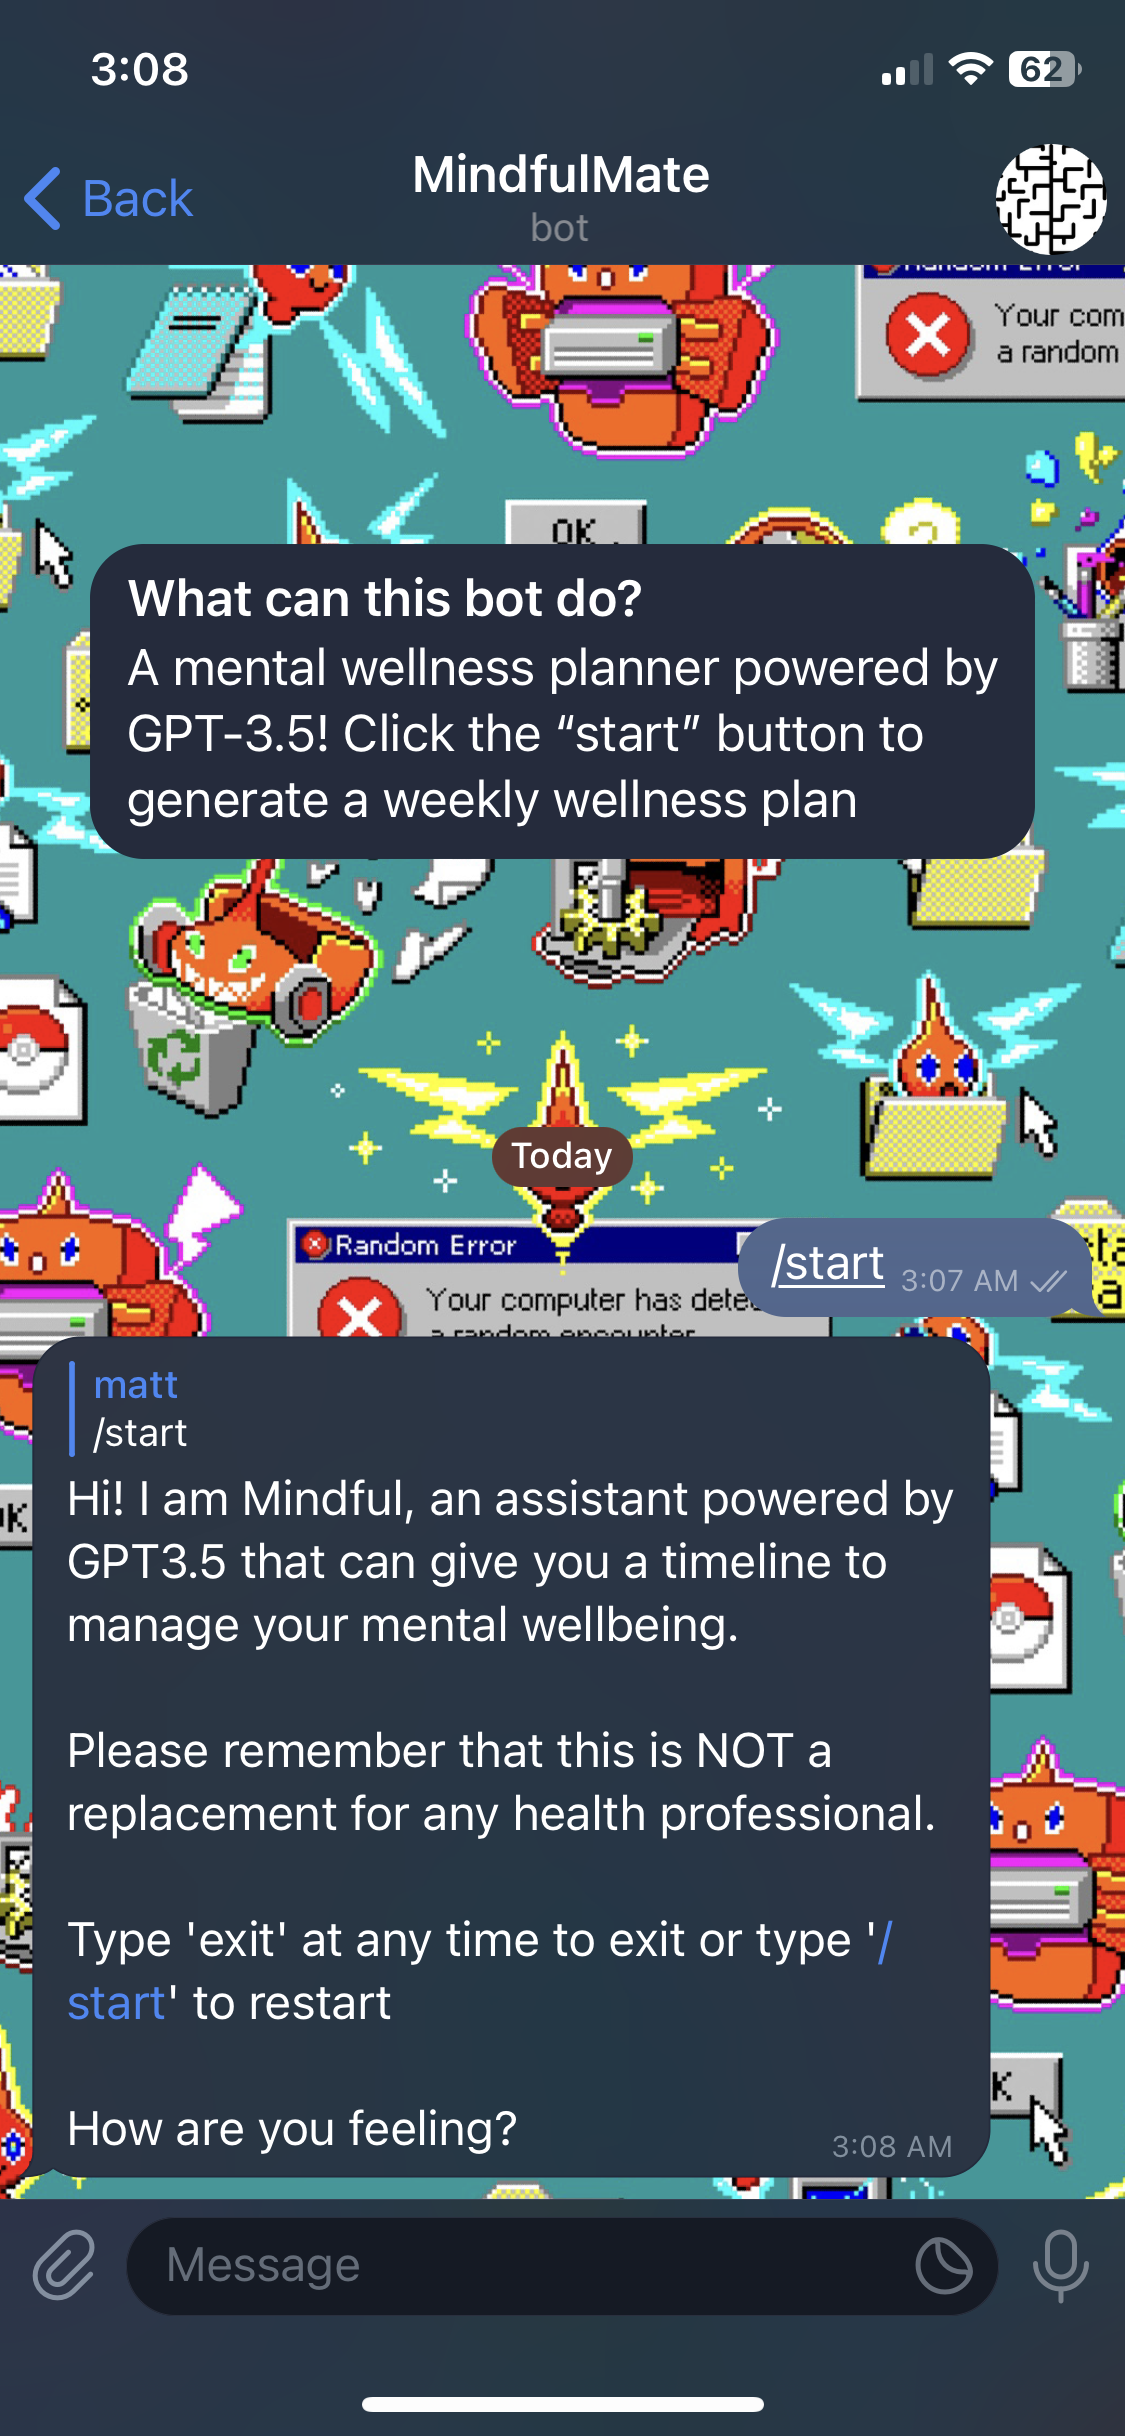 3:08
62
Back
MindfulMate
bot
Random Error
Your com
a random
OK
What can this bot do?
A mental wellness planner powered by
GPT-3.5! Click the “start” button to
generate a weekly wellness plan
Today
Random Error
/start 3:07 AM
Your computer has dete
a random encounter
matt
/start
Hi! I am Mindful, an assistant powered by
GPT3.5 that can give you a timeline to
manage your mental wellbeing.
Please remember that this is NOT a
replacement for any health professional.
Type 'exit' at any time to exit or type '/
start' to restart
How are you feeling?
3:08 AM
Message